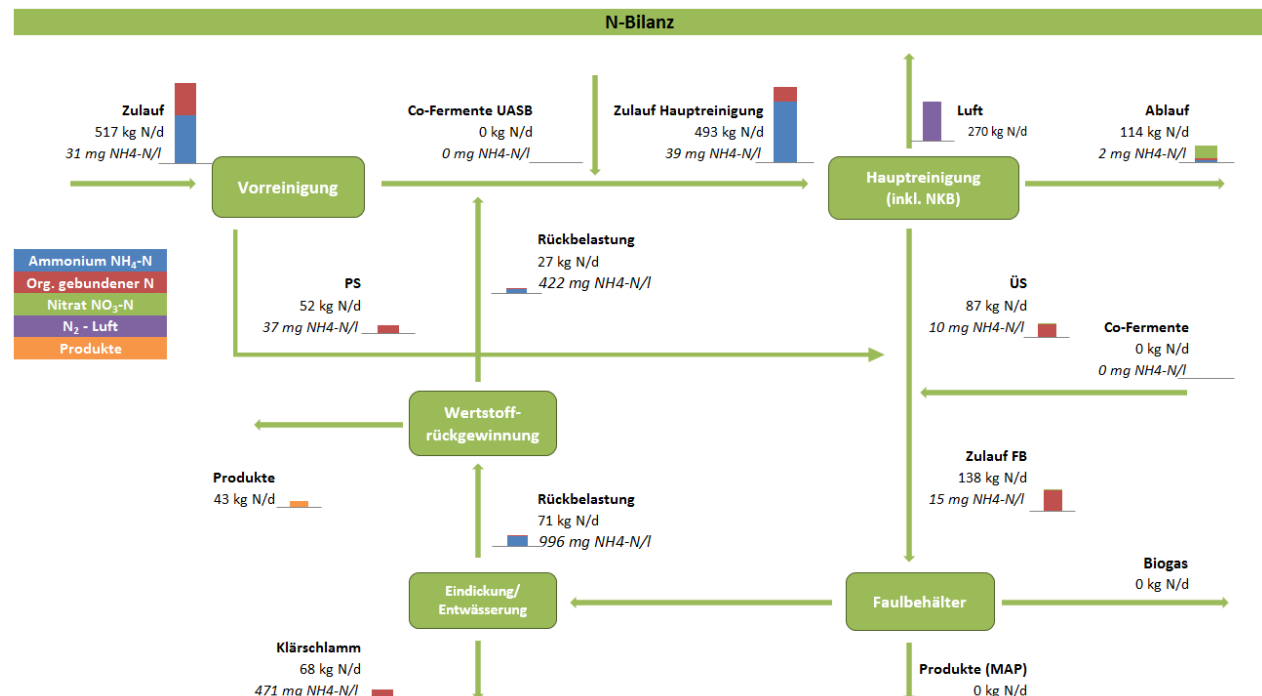 N-Bilanz
Zulauf
517 kg N/d
31 mg NH4-N/l
Co-Fermente UASB
0 kg N/d
0 mg NH4-N/l
Zulauf Hauptreinigung
493 kg N/d
39 mg NH4-N/l
Luft
270 kg N/d
Ablauf
114 kg N/d
2 mg NH4-N/l
Vorreinigung
Hauptreinigung
(inkl. NKB)
Ammonium NH₄-N
Org. gebundener N
Nitrat NO₃-N
N₂ - Luft
Produkte
Rückbelastung
27 kg N/d
422 mg NH4-N/l
PS
52 kg N/d
37 mg NH4-N/l
ÜS
87 kg N/d
10 mg NH4-N/l
Co-Fermente
0 kg N/d
0 mg NH4-N/l
Wertstoff-
rückgewinnung
Produkte
43 kg N/d
Zulauf FB
138 kg N/d
15 mg NH4-N/l
Rückbelastung
71 kg N/d
996 mg NH4-N/l
Eindickung/
Entwässerung
Faulbehälter
Biogas
0 kg N/d
Klärschlamm
68 kg N/d
471 mg NH4-N/l
Produkte (MAP)
0 kg N/d